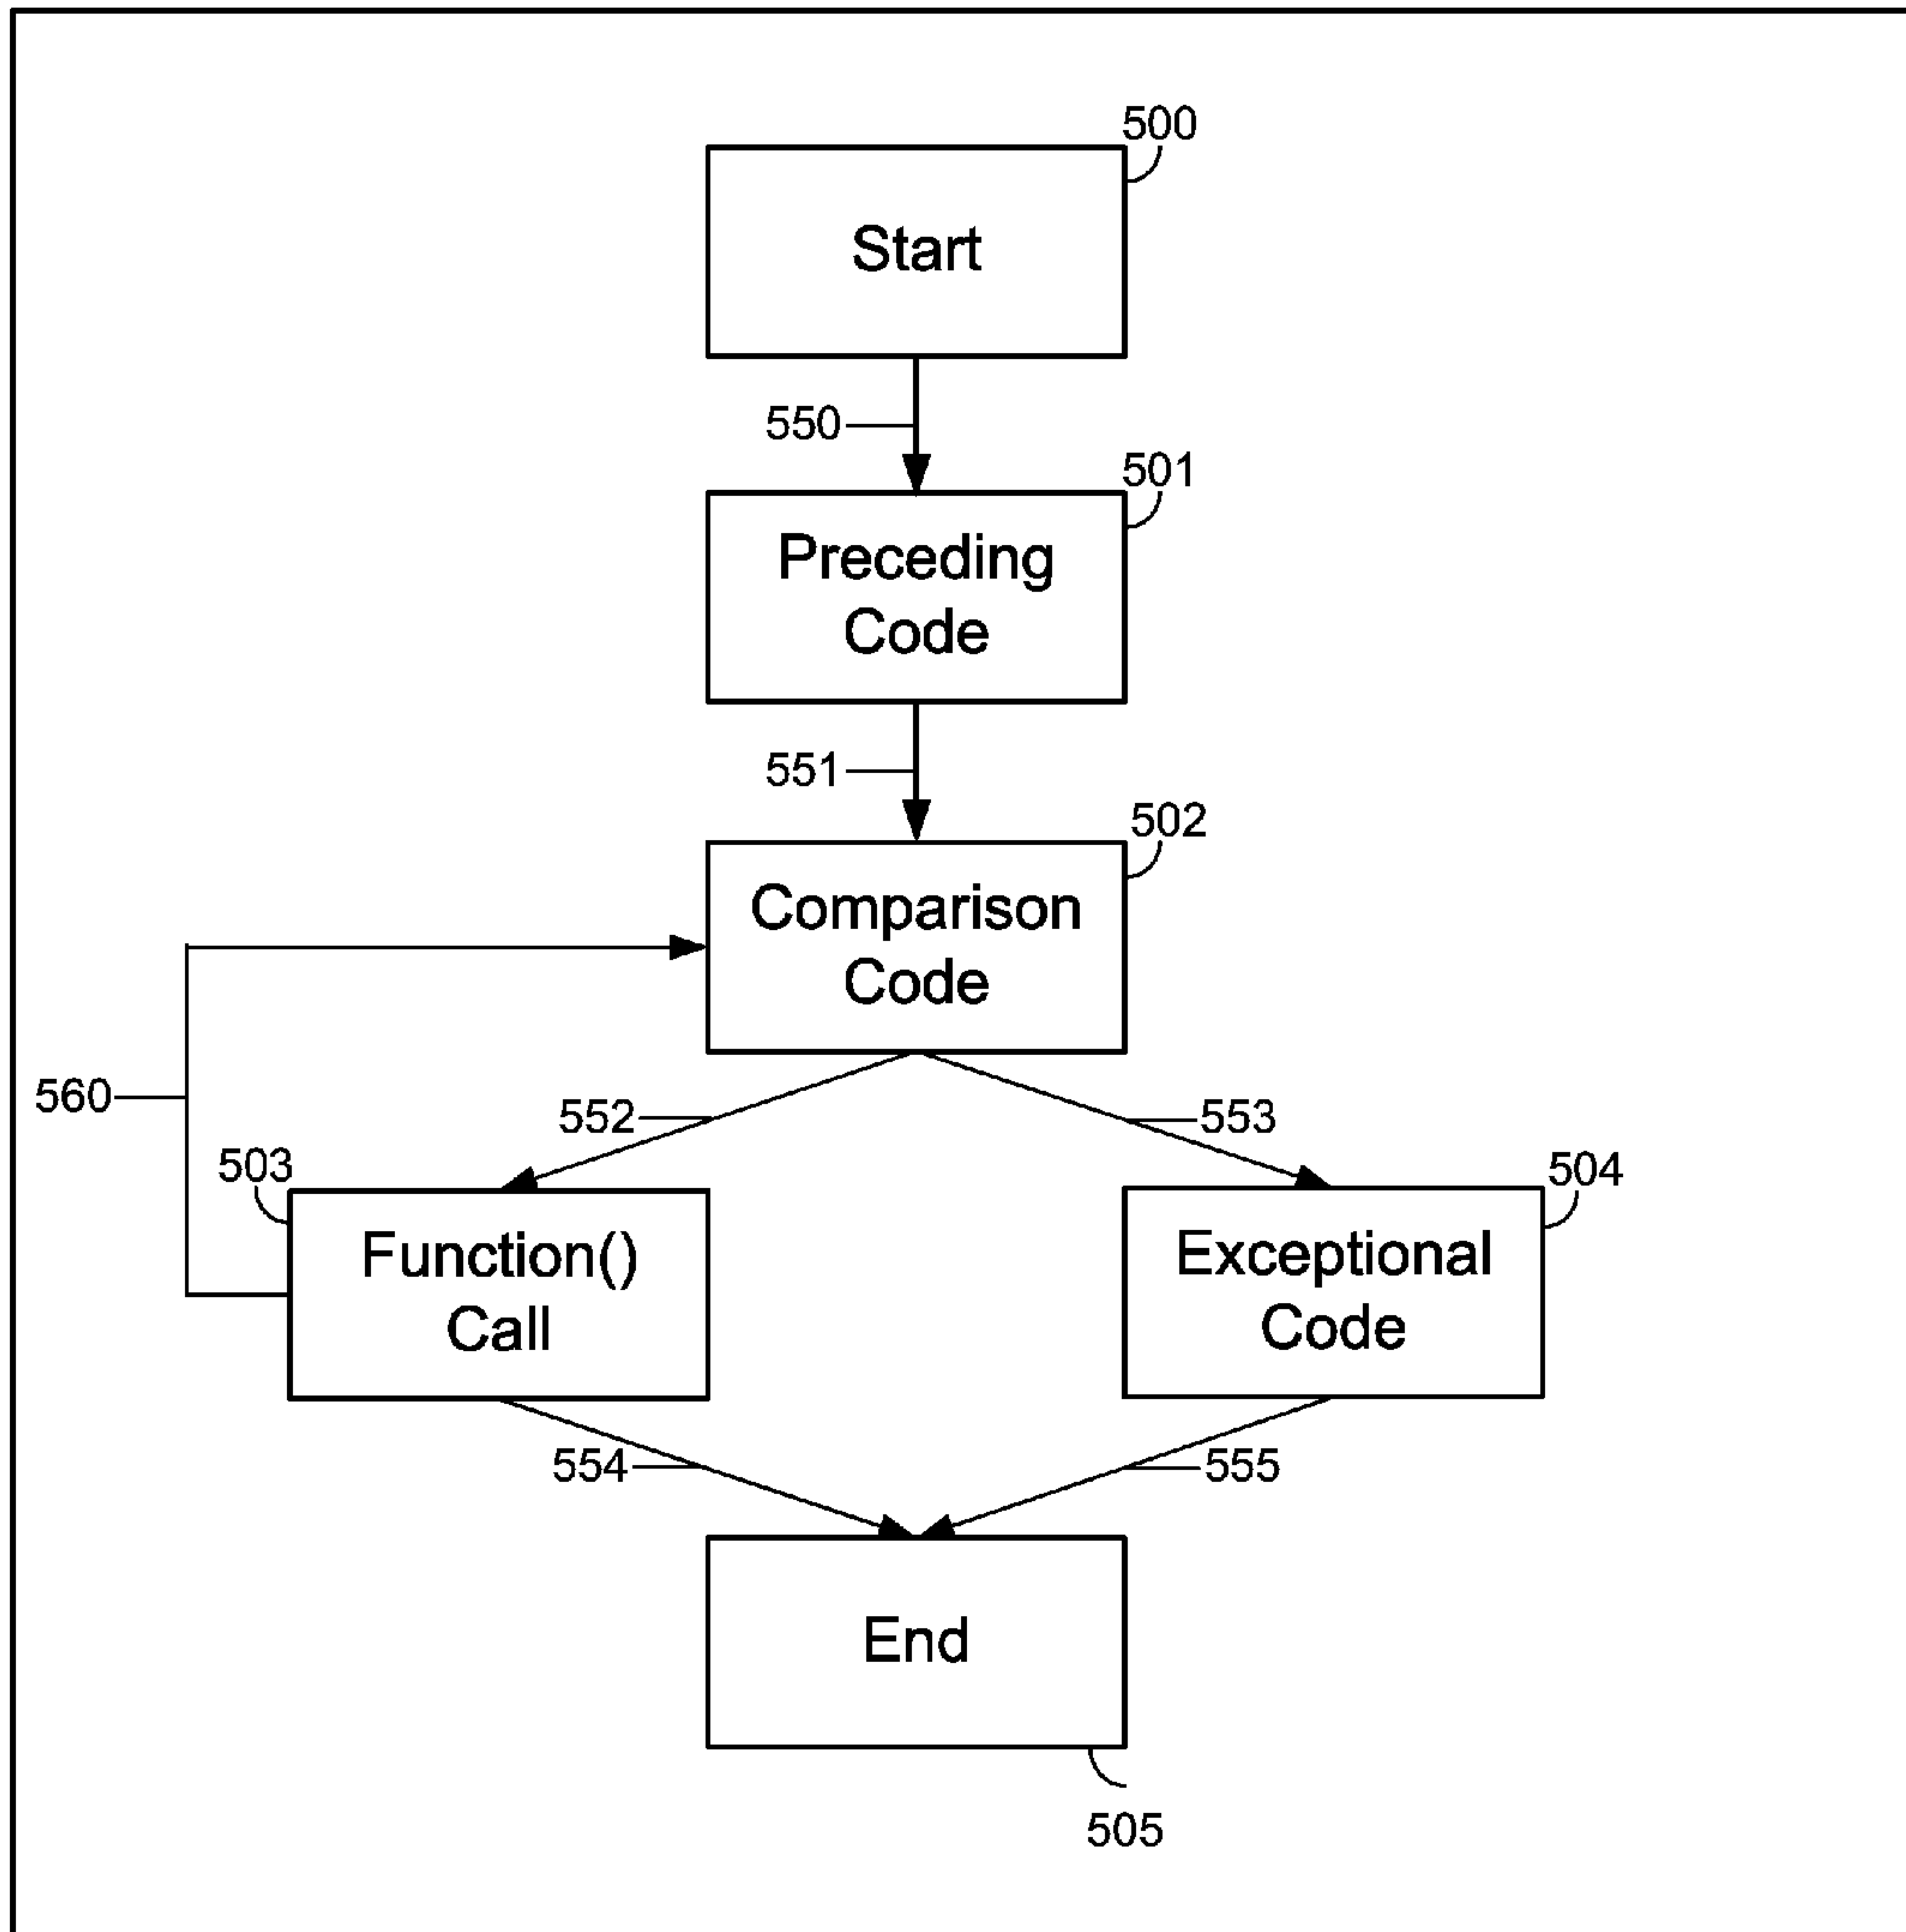 500
Start
550
501
Preceding
Code
551
502
Comparison
Code
560
552
553
503
504
Function()
Call
Exceptional
Code
554
555
End
505